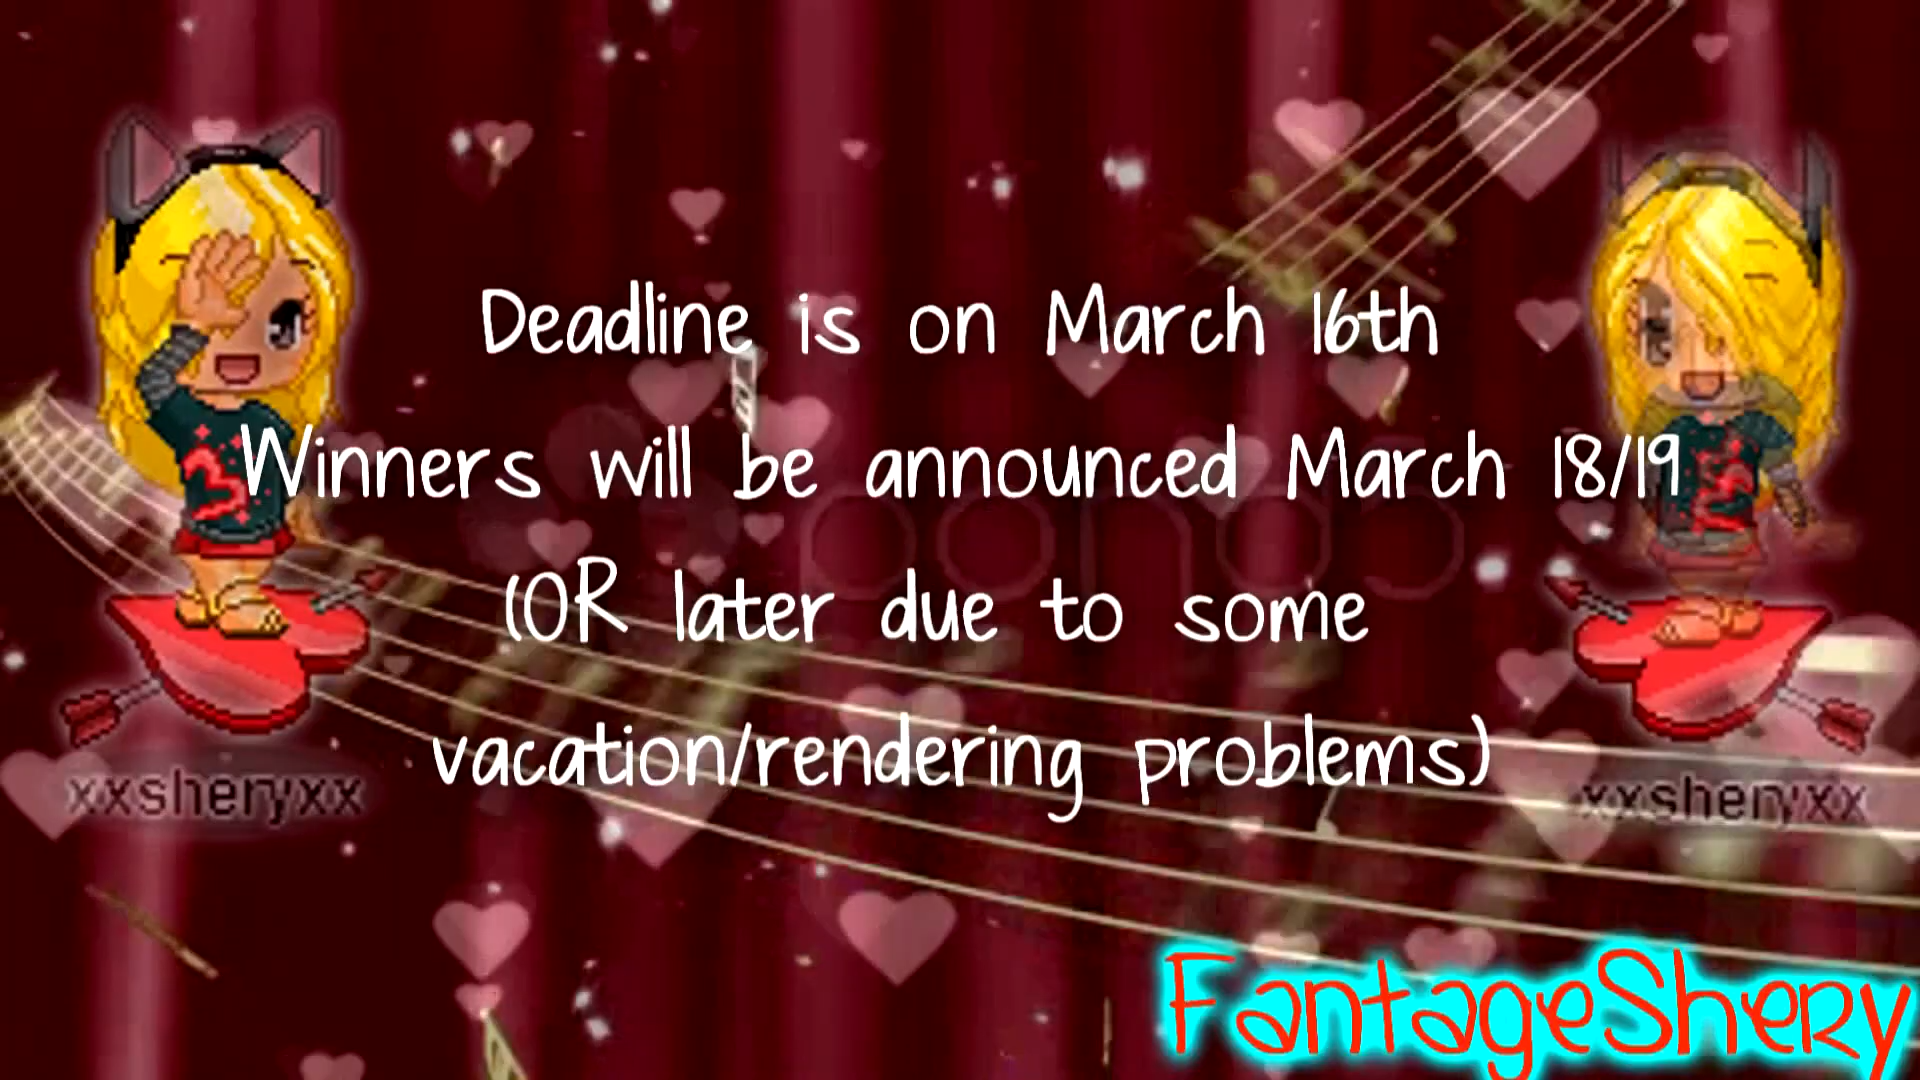 Deadline is on March 16th
Winners will be announced March 18/19
(OR later due to some
vacation/rendering problems)
xxsheryxx
xxsheryxx
FantageShery